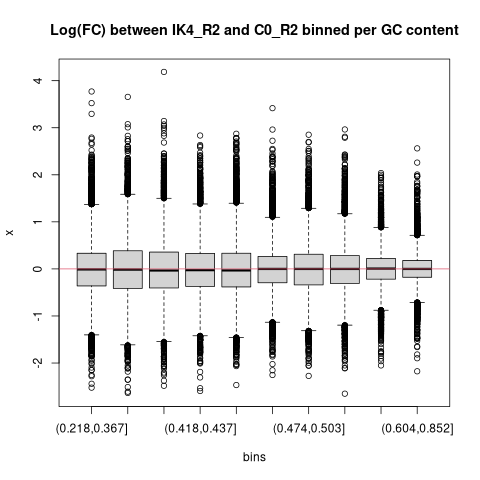 Log(FC) between IK4_R2 and C0_R2 binned per GC content
4
3
2
1
0
-1
-2
x
(0.218,0.367] (0.418,0.437] (0.474,0.503] (0.604,0.852]
bins